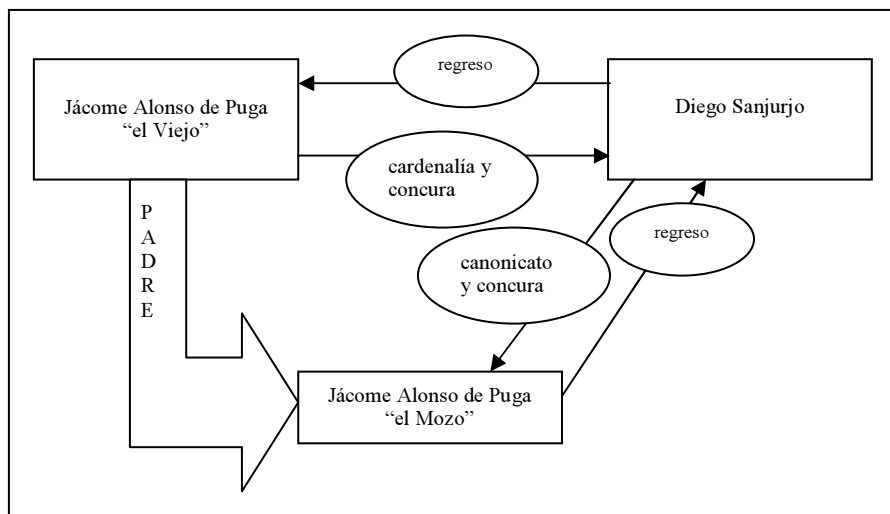 regreso
Jácome Alonso de Puga
“el Viejo”
Diego Sanjurjo
cardenalía y
concura
P
A
D
R
E
regreso
canonicato
y concura
Jácome Alonso de Puga
“el Mozo”